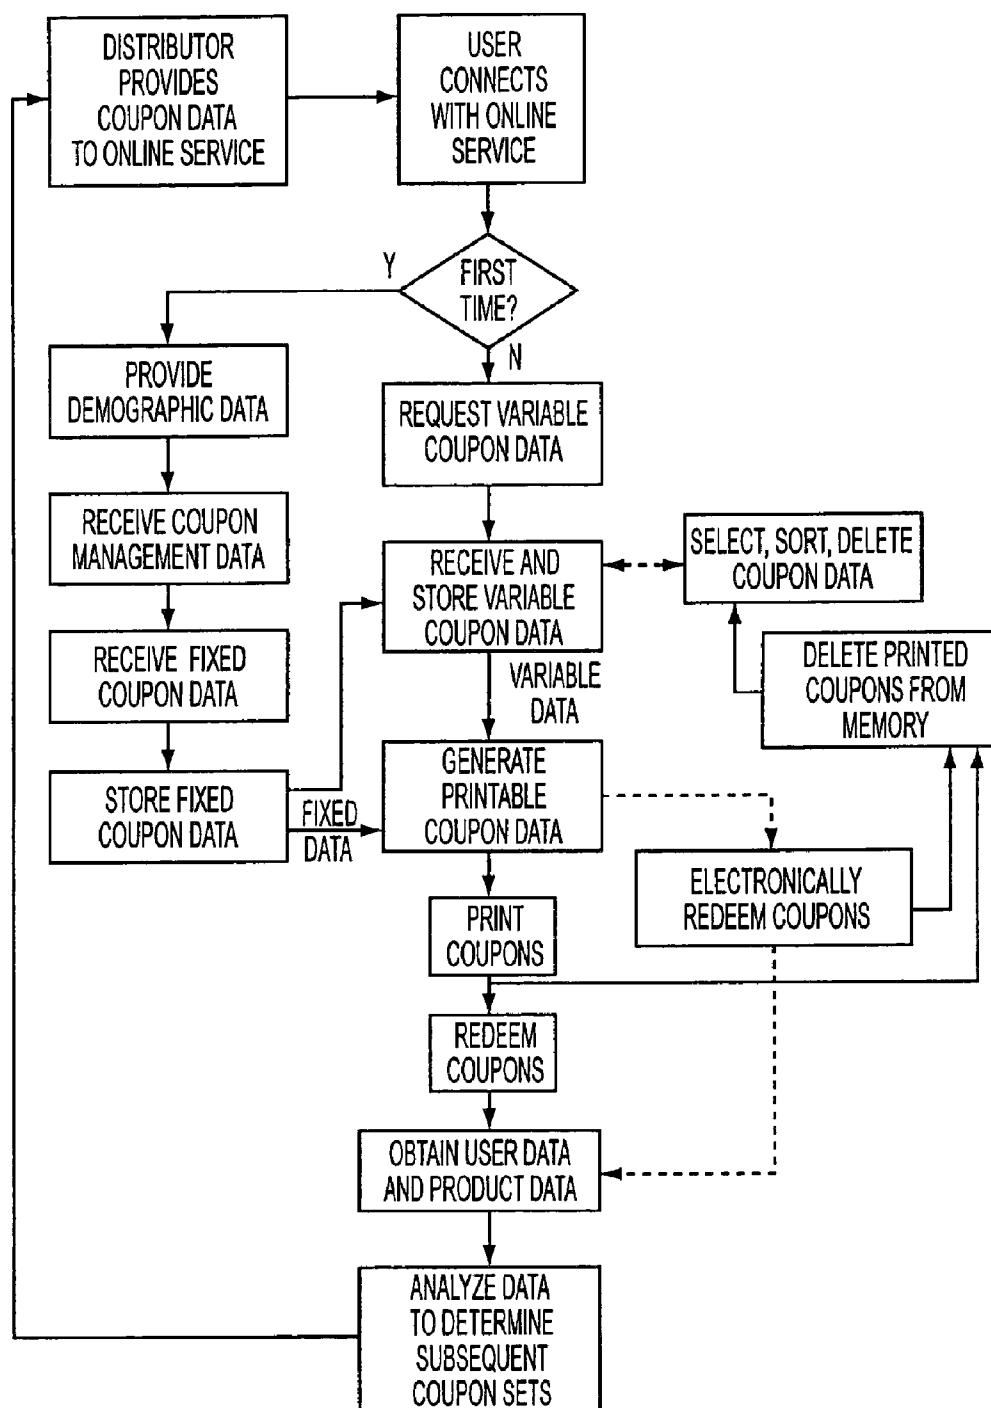 DISTRIBUTOR
PROVIDES
COUPON DATA
TO ONLINE SERVICE
USER
CONNECTS
WITH ONLINE
SERVICE
FIRST
TIME?
Y
N
PROVIDE
DEMOGRAPHIC DATA
REQUEST VARIABLE
COUPON DATA
RECEIVE COUPON
MANAGEMENT DATA
RECEIVE AND
STORE VARIABLE
COUPON DATA
SELECT, SORT, DELETE
COUPON DATA
RECEIVE FIXED
COUPON DATA
VARIABLE
DATA
DELETE PRINTED
COUPONS FROM
MEMORY
STORE FIXED
COUPON DATA
FIXED
DATA
GENERATE
PRINTABLE
COUPON DATA
ELECTRONICALLY
REDEEM COUPONS
PRINT
COUPONS
REDEEM
COUPONS
OBTAIN USER DATA
AND PRODUCT DATA
ANALYZE DATA
TO DETERMINE
SUBSEQUENT
COUPON SETS